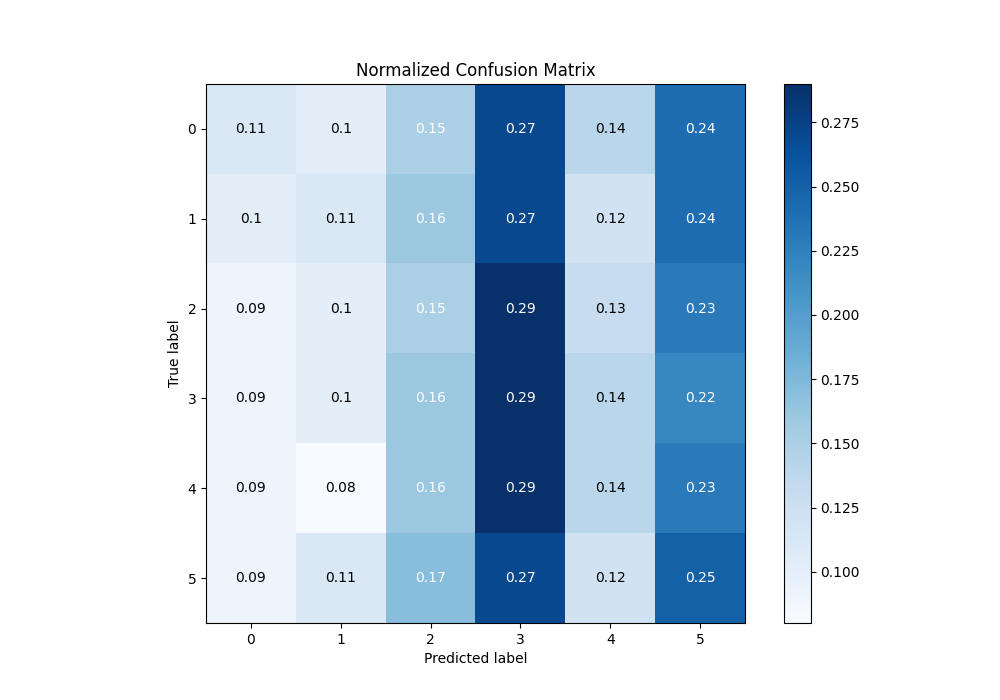 Normalized Confusion Matrix
True label
0 0.11 0.1 0.15 0.27 0.14 0.24
1 0.1 0.11 0.16 0.27 0.12 0.24
2 0.09 0.1 0.15 0.29 0.13 0.23
3 0.09 0.1 0.16 0.29 0.14 0.22
4 0.09 0.08 0.16 0.29 0.14 0.23
5 0.09 0.11 0.17 0.27 0.12 0.25
0 1 2 3 4 5
Predicted label
0.275
0.250
0.225
0.200
0.175
0.150
0.125
0.100